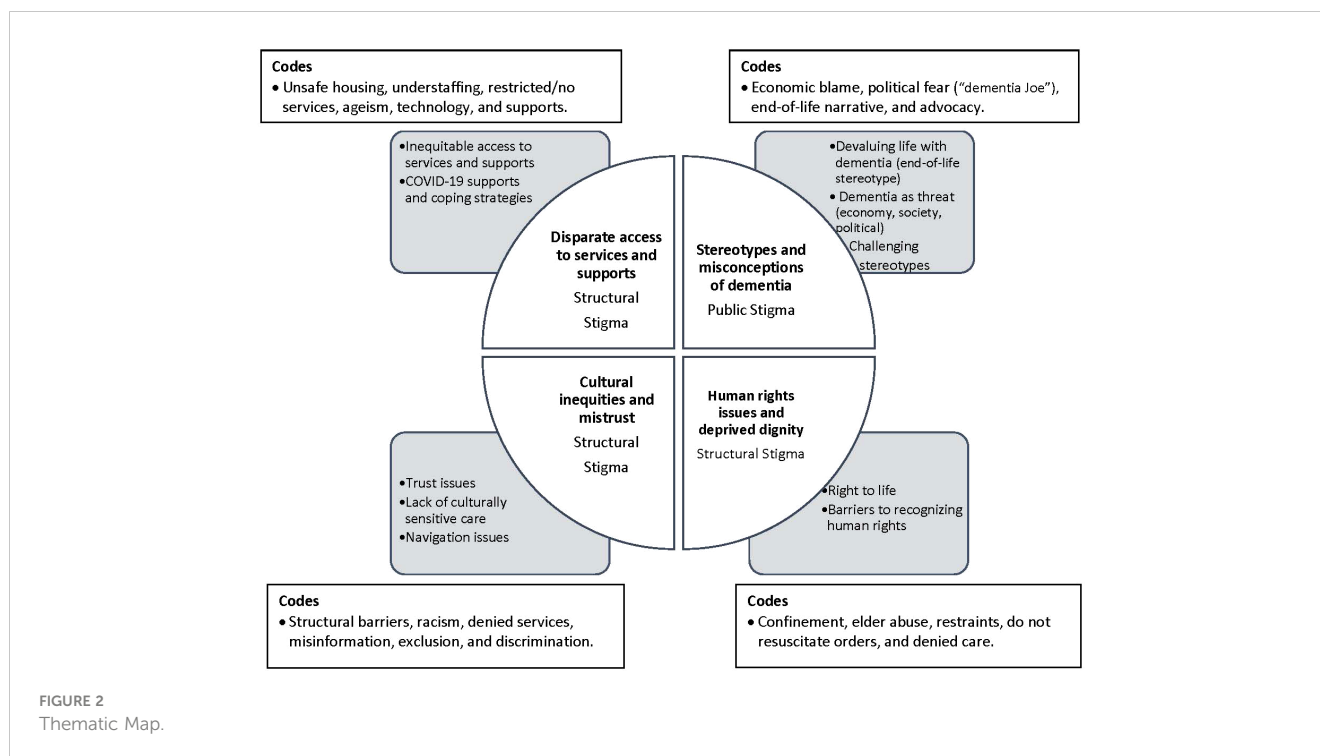 Codes
• Unsafe housing, understaffing, restricted/no
services, ageism, technology, and supports.
Codes
• Economic blame, political fear (“dementia Joe”),
end-of-life narrative, and advocacy.
•Inequitable access to
services and supports
•COVID-19 supports
and coping strategies
•Devaluing life with
dementia (end-of-life
stereotype)
• Dementia as threat
(economy, society,
political)
Challenging
stereotypes
Disparate access
to services and
supports
Structural
Stigma
Stereotypes and
misconceptions
of dementia
Public Stigma
Cultural
inequities and
mistrust
Structural
Stigma
Human rights
issues and
deprived dignity
Structural Stigma
•Trust issues
•Lack of culturally
sensitive care
•Navigation issues
•Right to life
•Barriers to recognizing
human rights
Codes
• Structural barriers, racism, denied services,
misinformation, exclusion, and discrimination.
Codes
• Confinement, elder abuse, restraints, do not
resuscitate orders, and denied care.
FIGURE 2
Thematic Map.